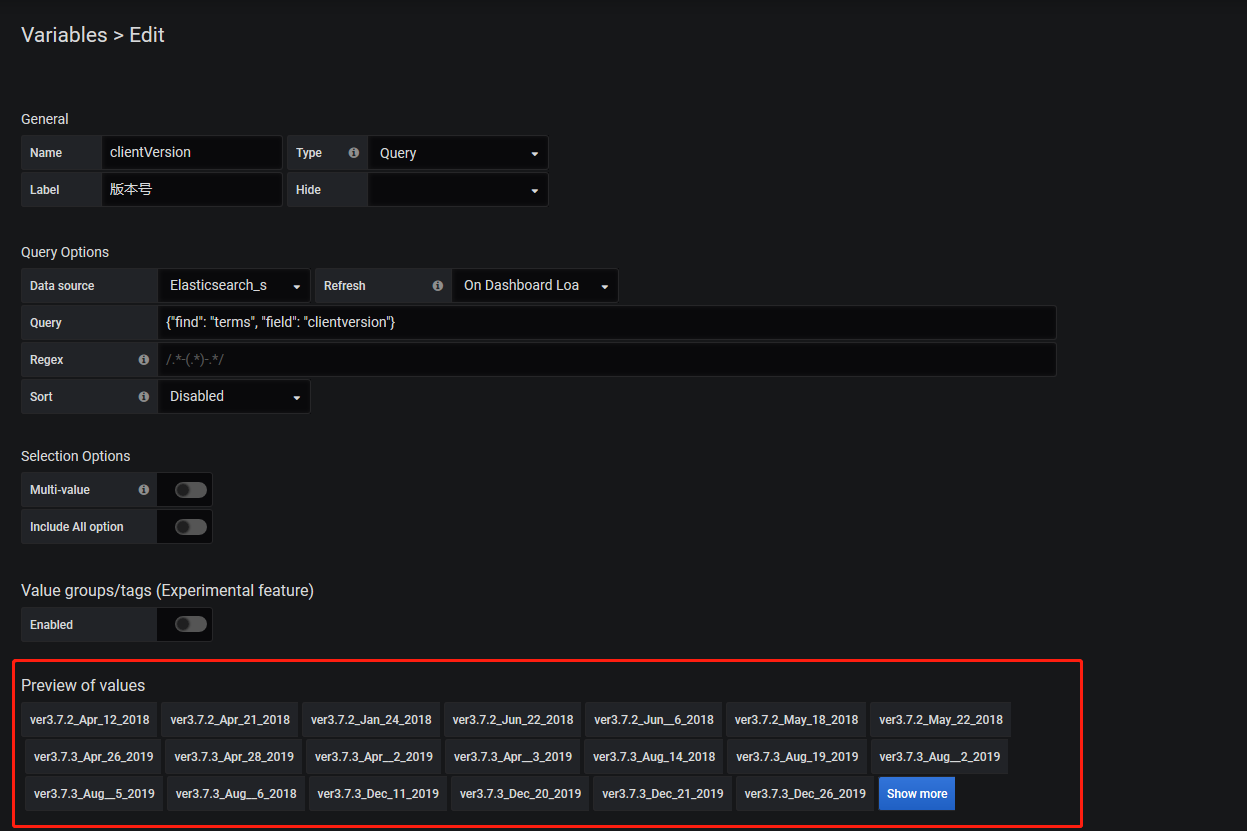 Variables > Edit
General
Name clientVersion Type Query
Label 版本号 Hide
Query Options
Data source Elasticsearch_s Refresh On Dashboard Loa
Query {"find": "terms", "field": "clientversion"}
Regex /.*-(.*)-.*/
Sort Disabled
Selection Options
Multi-value
Include All option
Value groups/tags (Experimental feature)
Enabled
Preview of values
ver3.7.2_Apr_12_2018 ver3.7.2_Apr_21_2018 ver3.7.2_Jan_24_2018 ver3.7.2_Jun_22_2018 ver3.7.2_Jun__6_2018 ver3.7.2_May_18_2018 ver3.7.2_May_22_2018
ver3.7.3_Apr_26_2019 ver3.7.3_Apr_28_2019 ver3.7.3_Apr__2_2019 ver3.7.3_Apr__3_2019 ver3.7.3_Aug_14_2018 ver3.7.3_Aug_19_2019 ver3.7.3_Aug__2_2019
ver3.7.3_Aug__5_2019 ver3.7.3_Aug__6_2018 ver3.7.3_Dec_11_2019 ver3.7.3_Dec_20_2019 ver3.7.3_Dec_21_2019 ver3.7.3_Dec_26_2019 Show more